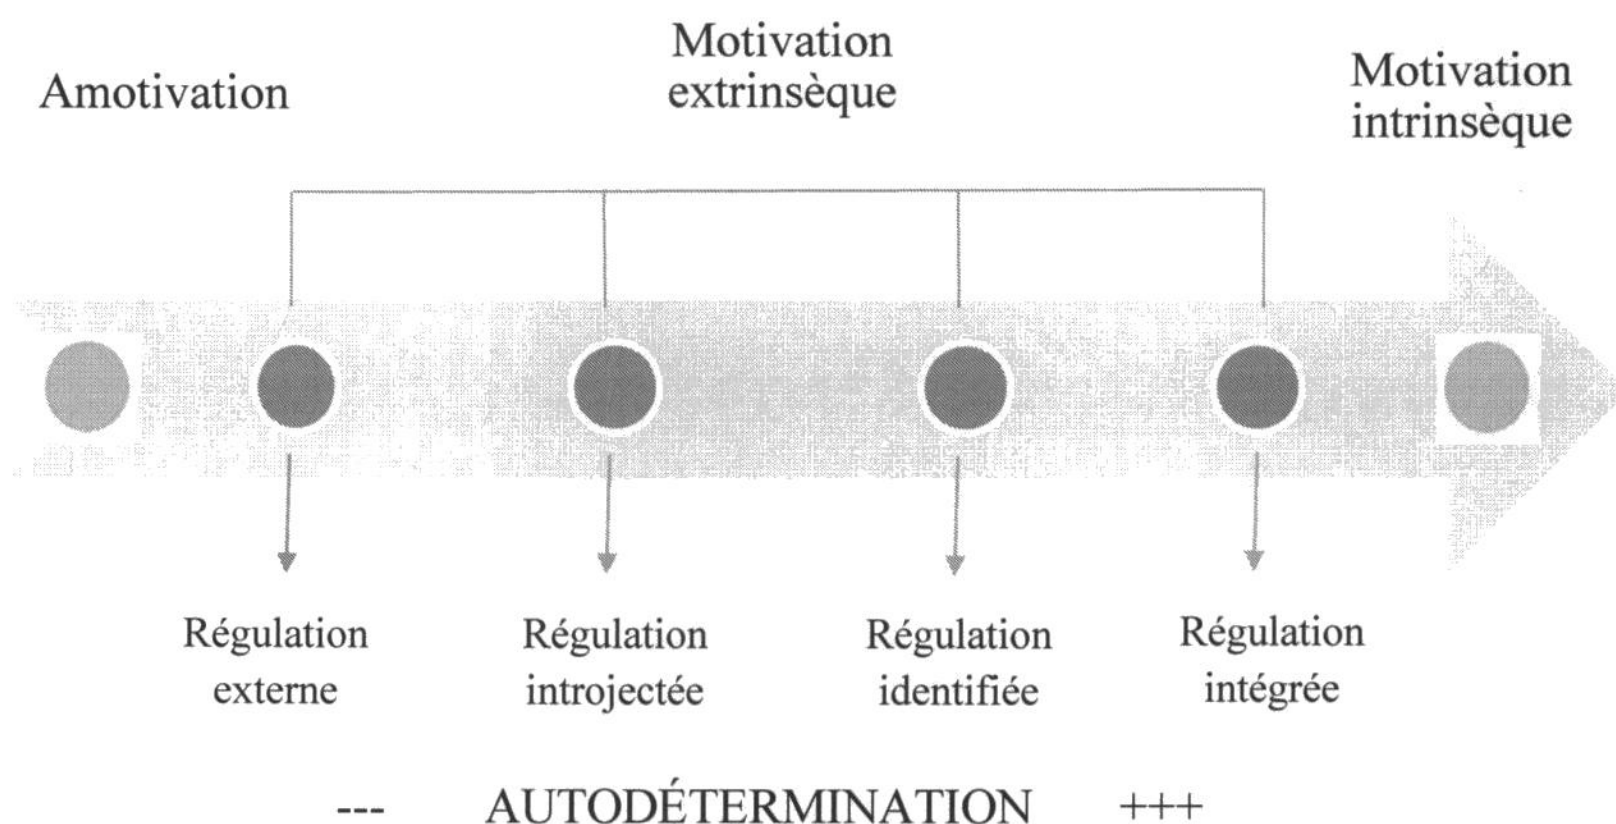 Amotivation
Motivation
extrinsèque
Motivation
intrinsèque
Régulation
externe
Régulation
introjectée
Régulation
identifiée
Régulation
intégrée
--- AUTODÉTERMINATION +++